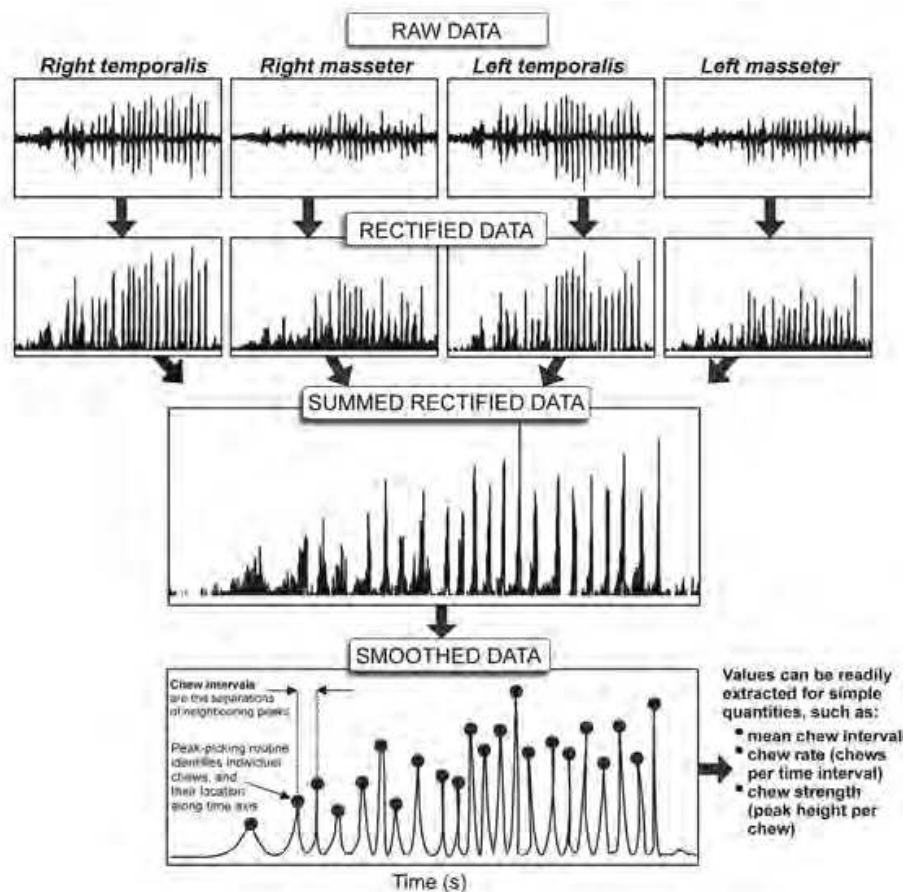 RAW DATA
Right temporalis
Right masseter
Left temporalis
Left masseter
RECTIFIED DATA
SUMMED RECTIFIED DATA
SMOOTHED DATA
Chew intervals
are the separations
of neighbouring peaks
Peak-picking routine
identifies individual
chews, and
their location
along time axis
Values can be readily
extracted for simple
quantities, such as:
• mean chew interval
• chew rate (chews
per time interval)
• chew strength
(peak height per
chew)
Time (s)